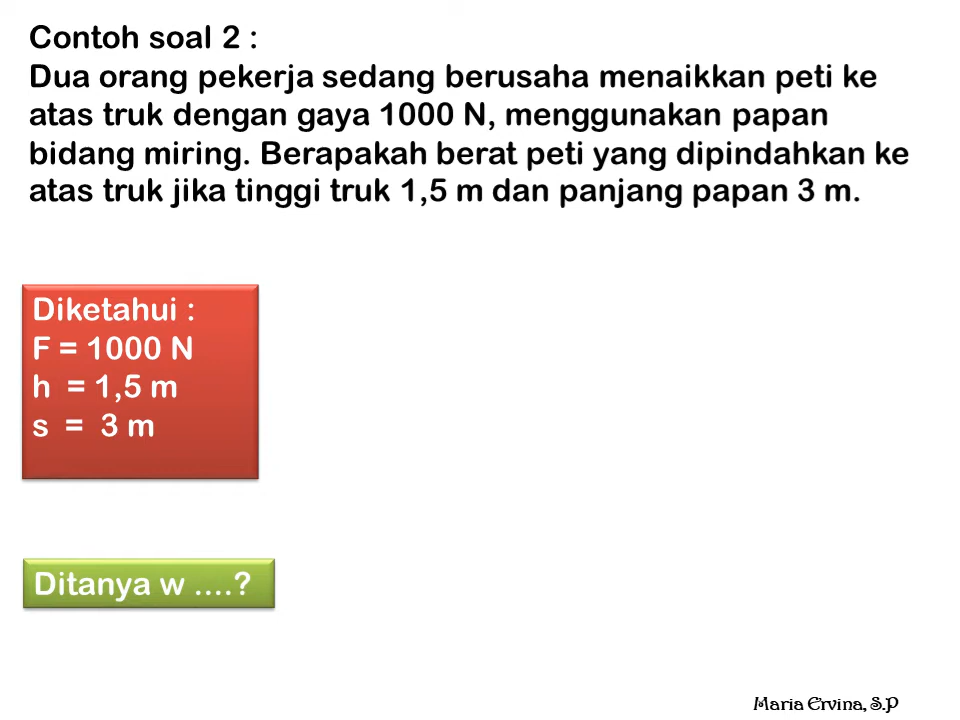 Contoh soal 2 :
Dua orang pekerja sedang berusaha menaikkan peti ke
atas truk dengan gaya 1000 N, menggunakan papan
bidang miring. Berapakah berat peti yang dipindahkan ke
atas truk jika tinggi truk 1,5 m dan panjang papan 3 m.
Diketahui :
F = 1000 N
h  = 1,5 m
s  =  3 m
Ditanya w ....?
Maria Ervina, S.P